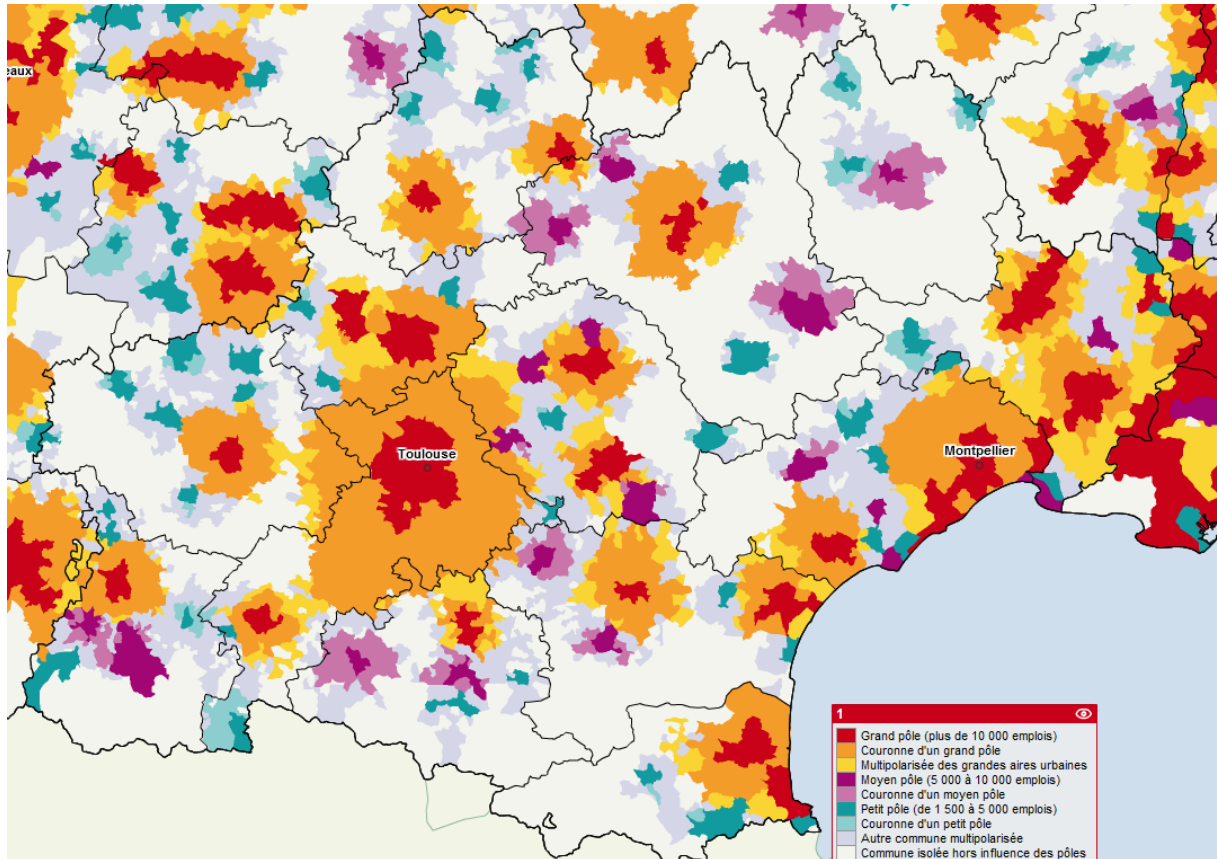 eaux
Toulouse
Montpellier
1
Grand pôle (plus de 10 000 emplois)
Couronne d'un grand pôle
Multipolarisée des grandes aires urbaines
Moyen pôle (5 000 à 10 000 emplois)
Couronne d'un moyen pôle
Petit pôle (de 1 500 à 5 000 emplois)
Couronne d'un petit pôle
Autre commune multipolarisée
Commune isolée hors influence des pôles